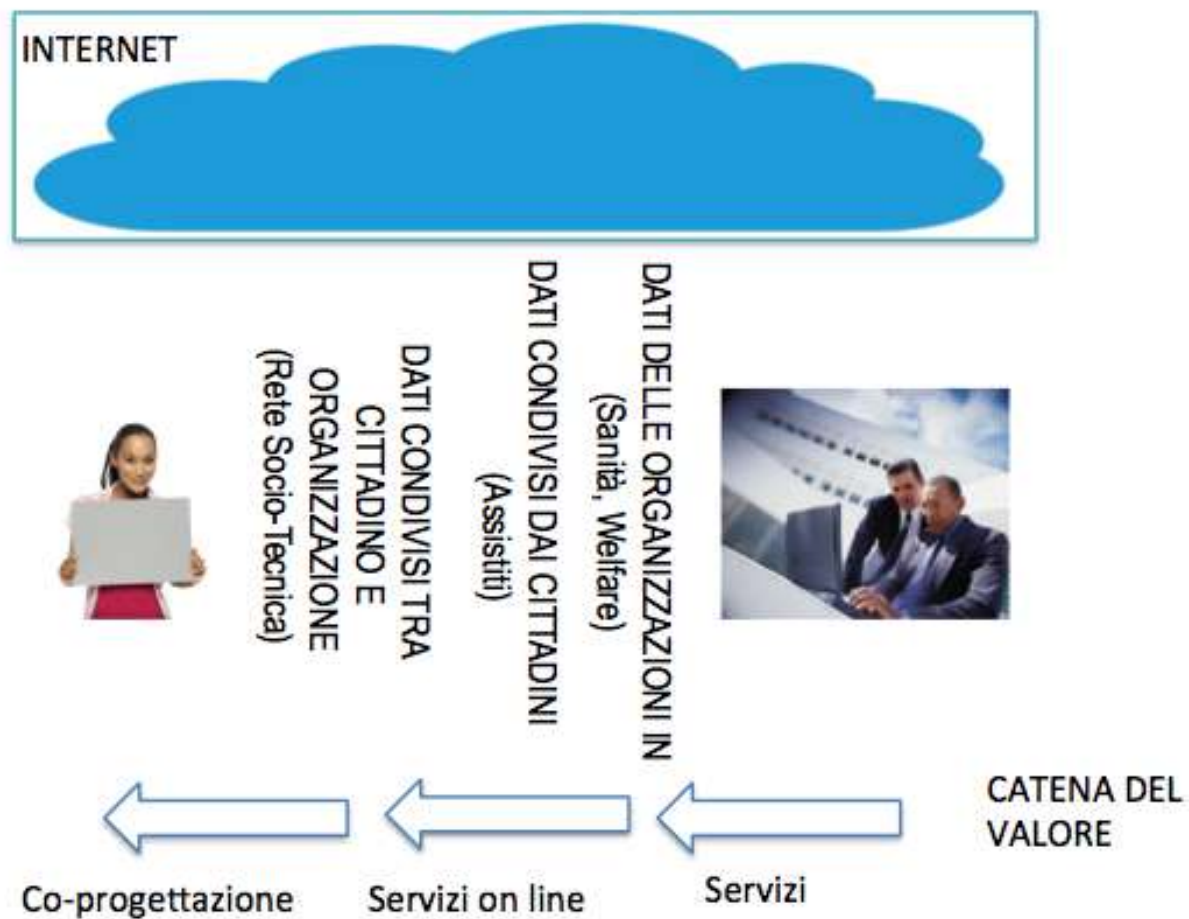 INTERNET
DATI DELLE ORGANIZZAZIONI IN
(Sanità, Welfare)
DATI CONDIVISI DAI CITTADINI
(Assistiti)
DATI CONDIVISI TRA
CITTADINO E
ORGANIZZAZIONE
(Rete Socio-Tecnica)
CATENA DEL
VALORE
Co-progettazione
Servizi on line
Servizi